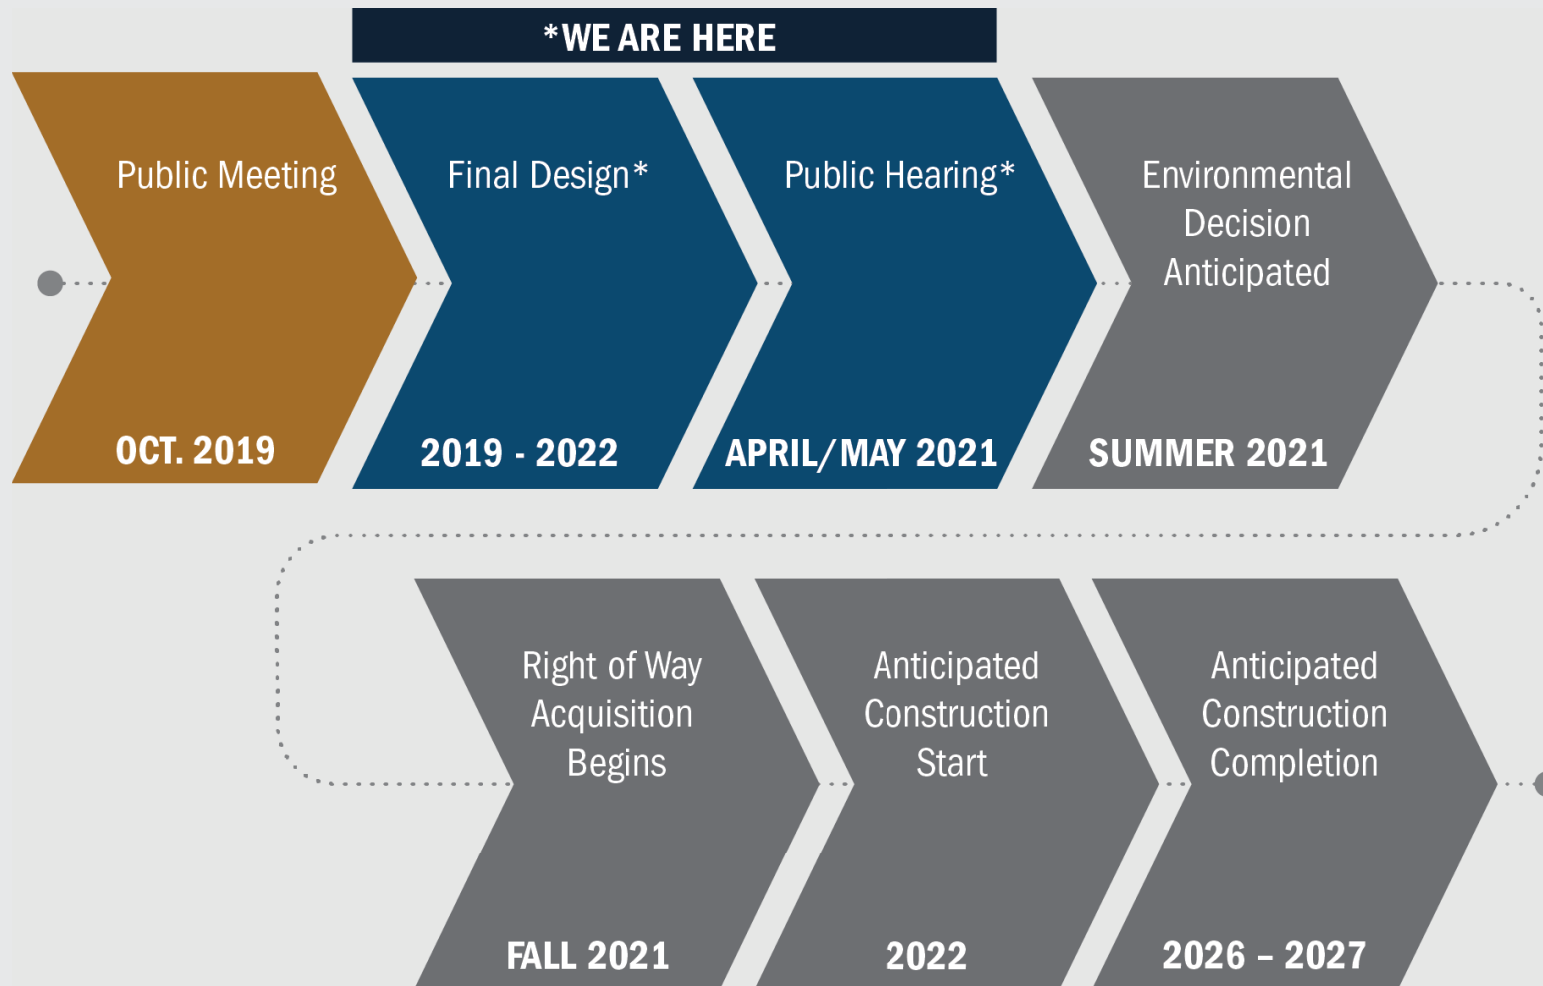 *WE ARE HERE
Public Meeting
OCT. 2019
Final Design*
2019 - 2022
Public Hearing*
APRIL/MAY 2021
Environmental
Decision
Anticipated
SUMMER 2021
Right of Way
Acquisition
Begins
FALL 2021
Anticipated
Construction
Start
2022
Anticipated
Construction
Completion
2026 – 2027